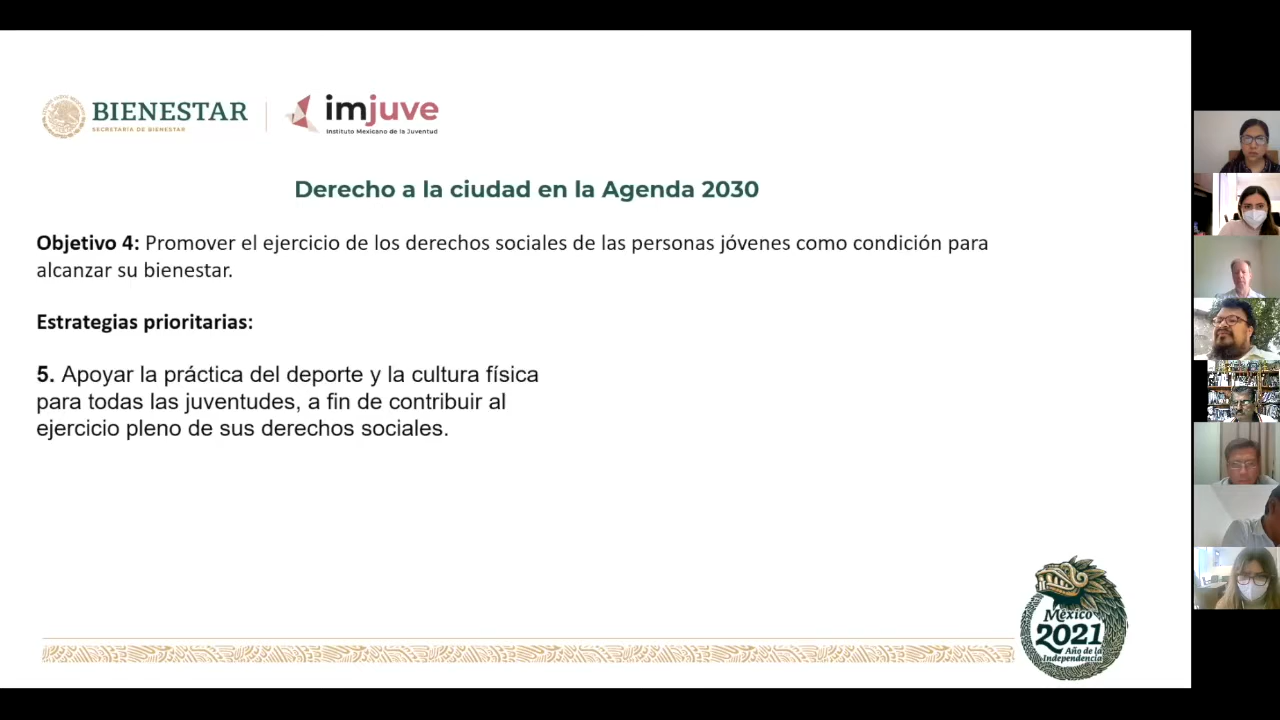 BIENESTAR
SECRETARÍA DE BIENESTAR
imjuve
Instituto Mexicano de la Juventud
Derecho a la ciudad en la Agenda 2030
Objetivo 4: Promover el ejercicio de los derechos sociales de las personas jóvenes como condición para
alcanzar su bienestar.
Estrategias prioritarias:
5. Apoyar la práctica del deporte y la cultura física
para todas las juventudes, a fin de contribuir al
ejercicio pleno de sus derechos sociales.
México
2021
Año de la
Independencia